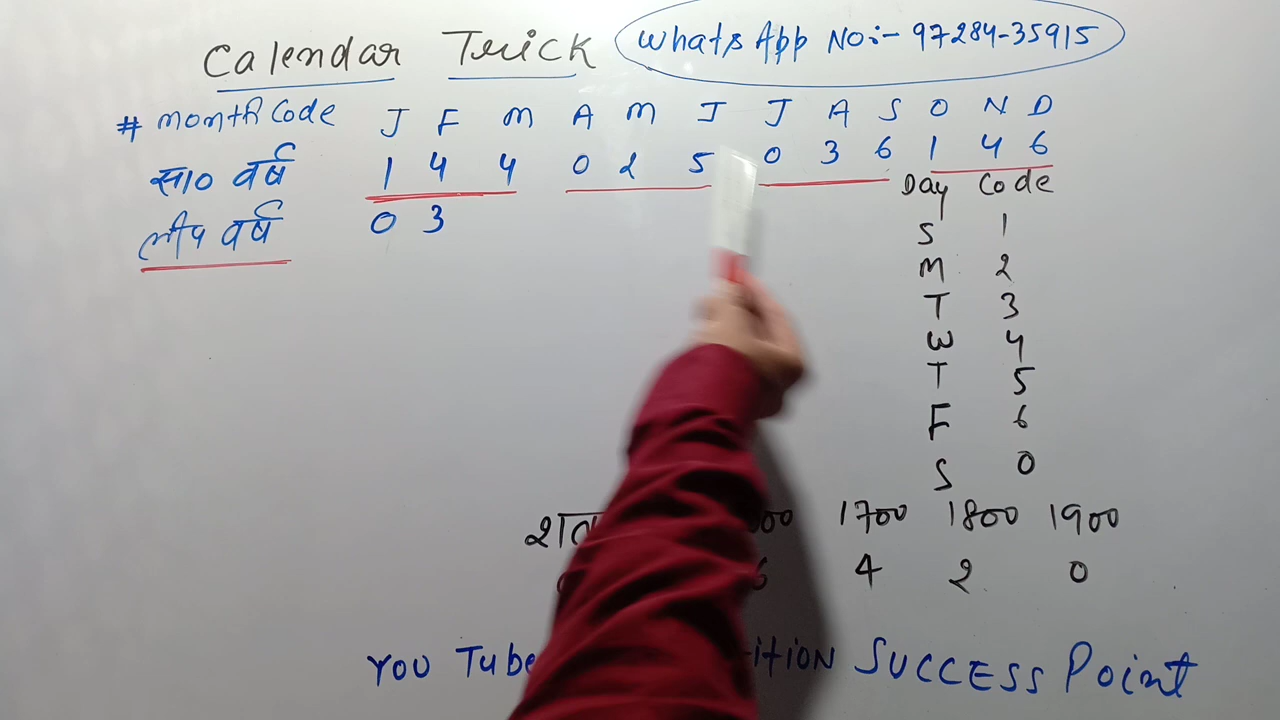 Calendar Trick WhatsApp No:- 97284-35915
# month Code J F M A M J J A S O N D
सा० वर्ष 1 4 4 0 2 5 0 3 6 1 4 6
लीप वर्ष 0 3
Day Code
S 1
M 2
T 3
W 4
T 5
F 6
S 0
1700 1800 1900
6 4 2 0
You Tube SUCCESS Point